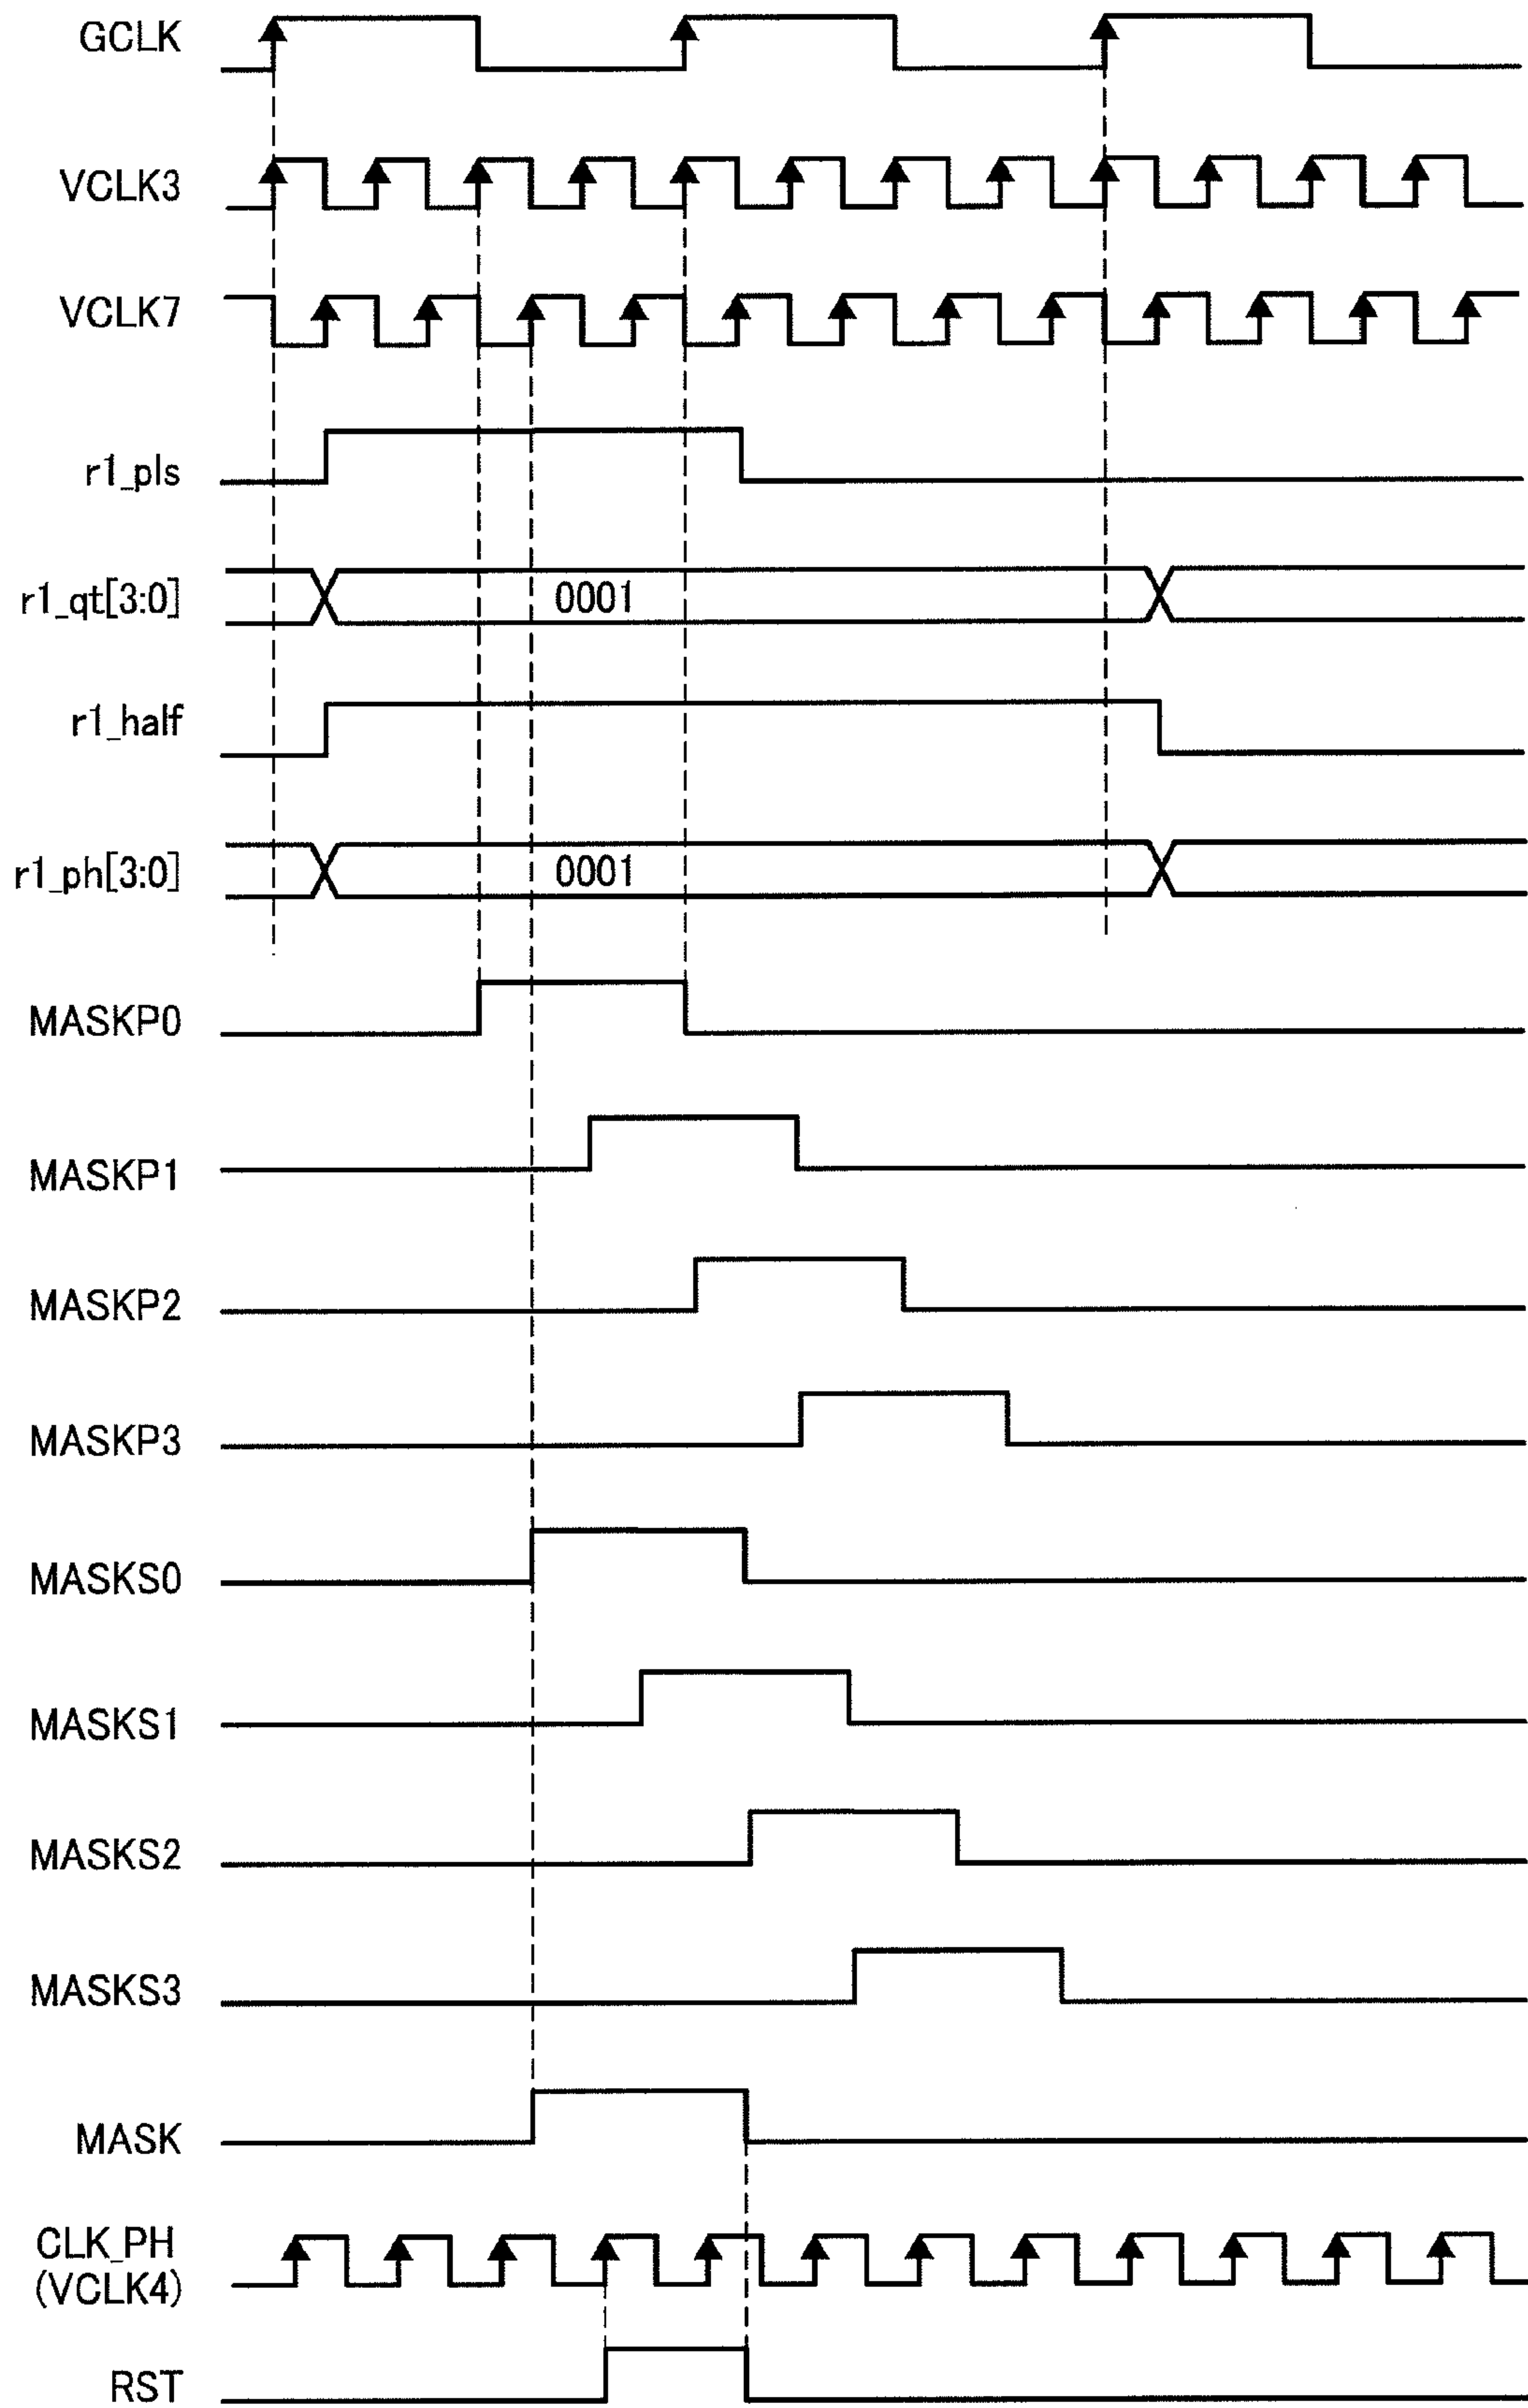 GCLK
VCLK3
VCLK7
r1_pls
r1_qt[3:0]
0001
r1_half
r1_ph[3:0]
0001
MASKP0
MASKP1
MASKP2
MASKP3
MASKS0
MASKS1
MASKS2
MASKS3
MASK
CLK_PH
(VCLK4)
RST